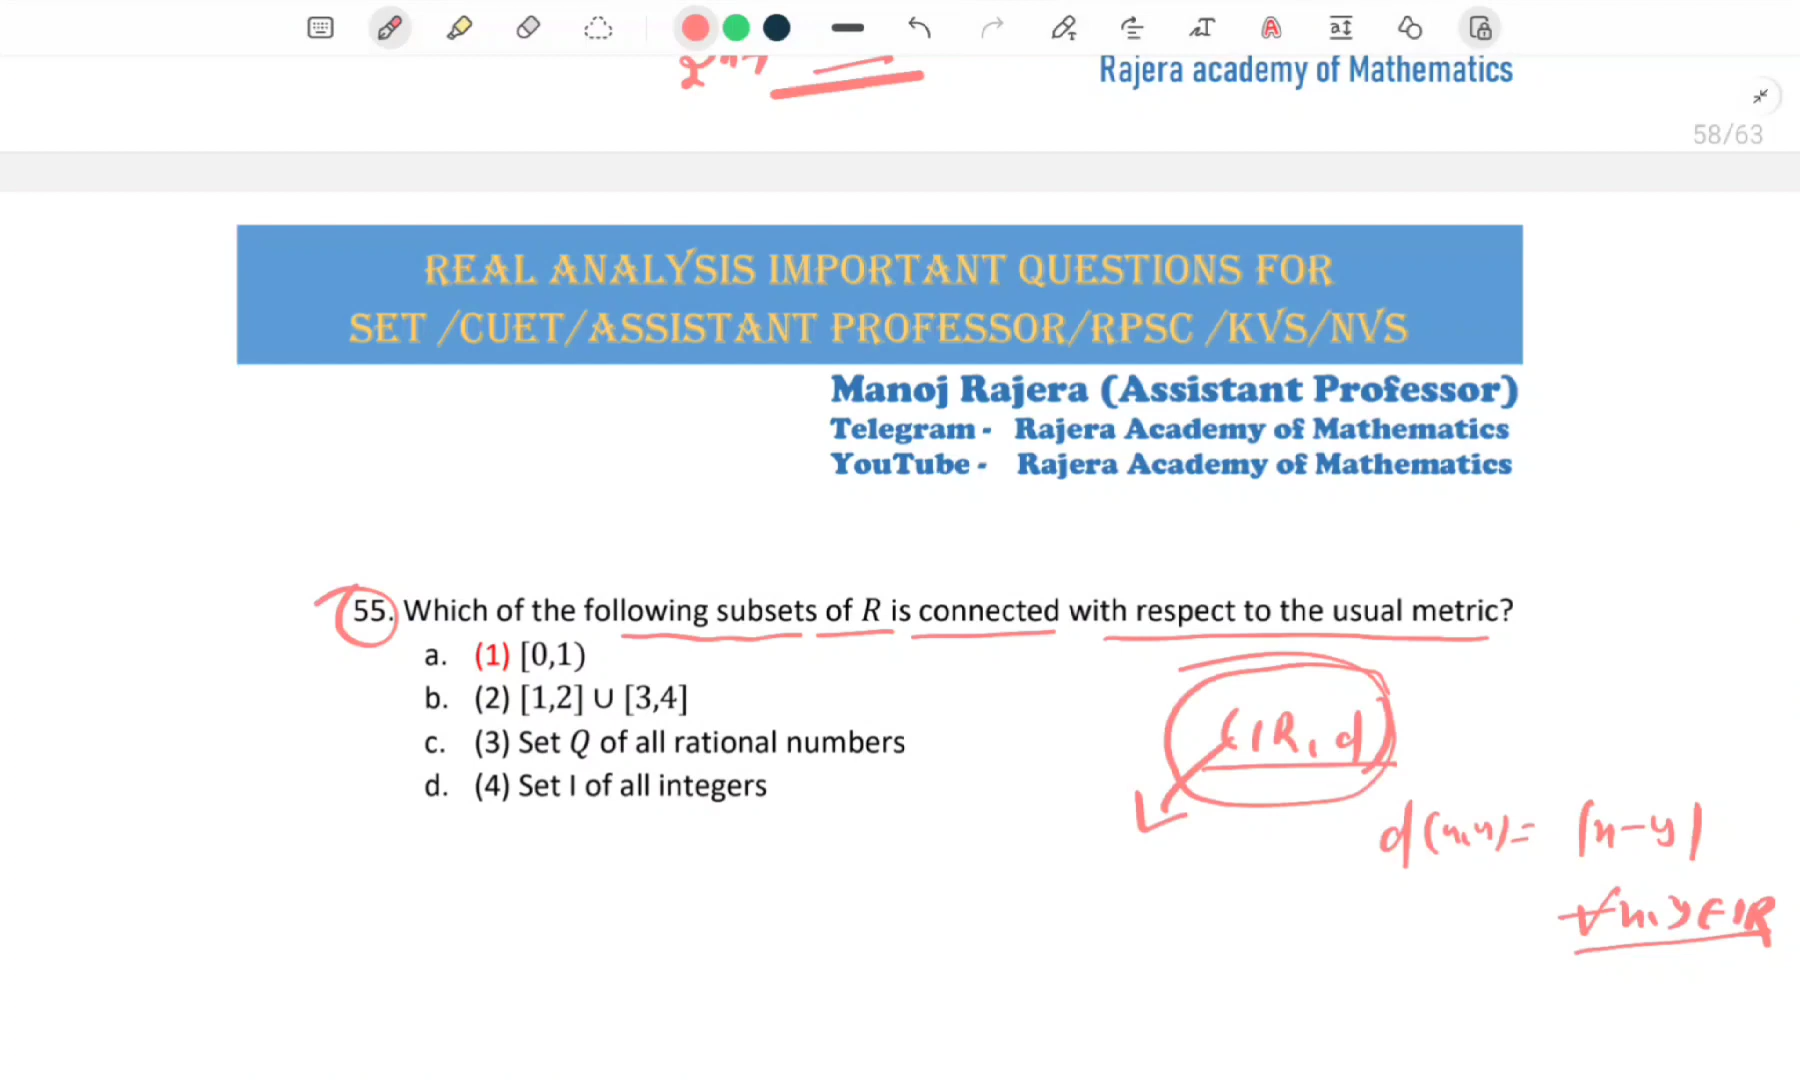 Rajera academy of Mathematics
58/63
REAL ANALYSIS IMPORTANT QUESTIONS FOR
SET /CUET/ASSISTANT PROFESSOR/RPSC /KVS/NVS
Manoj Rajera (Assistant Professor)
Telegram - Rajera Academy of Mathematics
YouTube - Rajera Academy of Mathematics
55. Which of the following subsets of R is connected with respect to the usual metric?
a. (1) [0,1)
b. (2) [1,2] ∪ [3,4]
c. (3) Set Q of all rational numbers
d. (4) Set I of all integers
(ℝ, d)
d(x,y) = |x-y|
∀ x, y ∈ ℝ